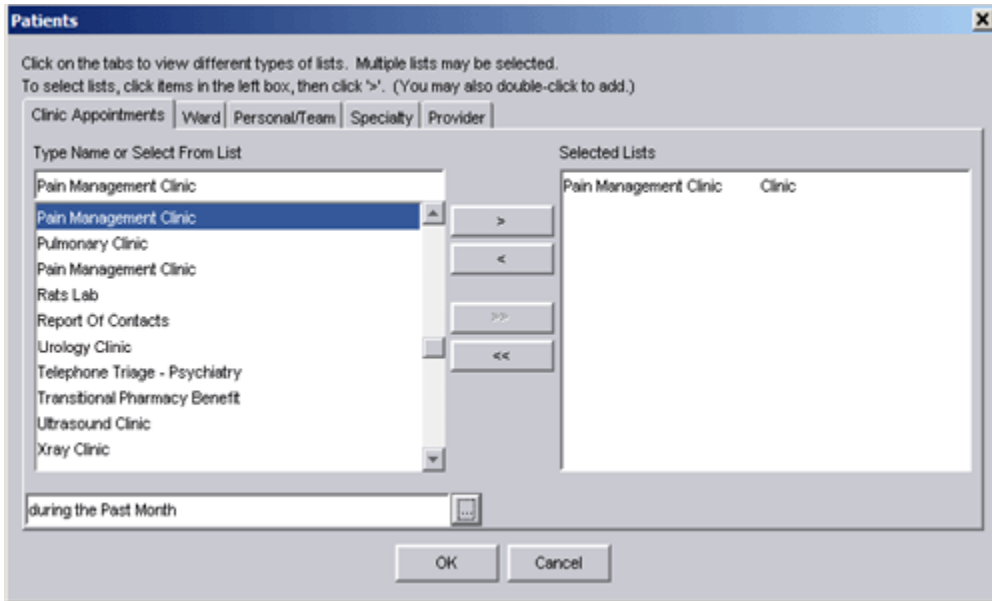 Patients
Click on the tabs to view different types of lists. Multiple lists may be selected.
To select lists, click items in the left box, then click '>'. (You may also double-click to add.)
Clinic Appointments Ward Personal/Team Specialty Provider
Type Name or Select From List
Selected Lists
Pain Management Clinic
Pain Management Clinic Clinic
Pain Management Clinic
Pulmonary Clinic
Pain Management Clinic
Rats Lab
Report Of Contacts
Urology Clinic
Telephone Triage - Psychiatry
Transitional Pharmacy Benefit
Ultrasound Clinic
Xray Clinic
>
<
>>
<<
during the Past Month
...
OK Cancel